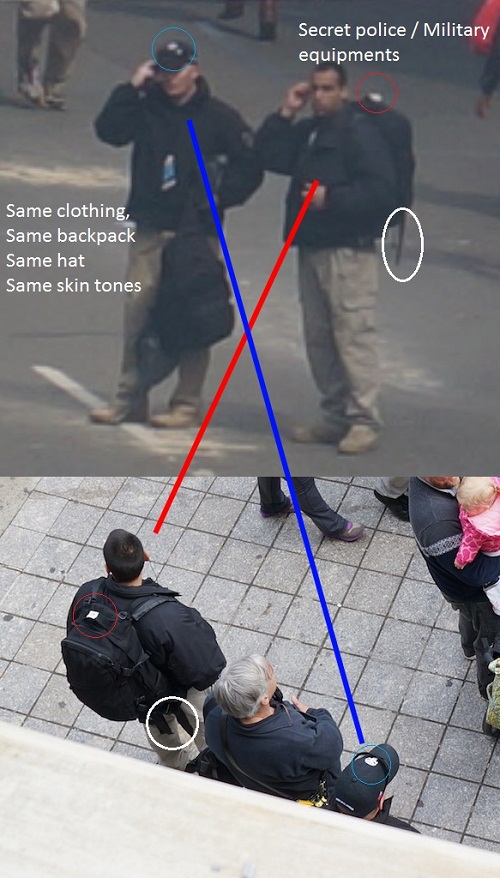 Secret police / Military
equipments
Same clothing,
Same backpack
Same hat
Same skin tones